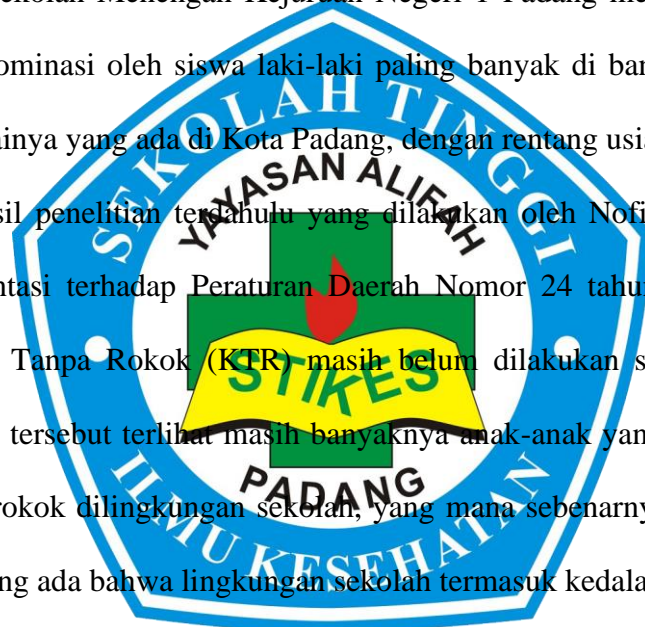 Sekolah Menengah Kejuruan Negeri 1 Padang
ominasi oleh siswa laki-laki paling banyak di ban
ainya yang ada di Kota Padang, dengan rentang usia
sil penelitian terdahulu yang dilakukan oleh Nofi
ntasi terhadap Peraturan Daerah Nomor 24 tahu
Tanpa Rokok (KTR) masih belum dilakukan s
tersebut terlihat masih banyaknya anak-anak yan
rokok dilingkungan sekolah, yang mana sebenarny
ng ada bahwa lingkungan sekolah termasuk kedala
SEKOLAH TINGGI
YAYASAN ALIFAH
STIKES
PADANG
ILMU KESEHATAN